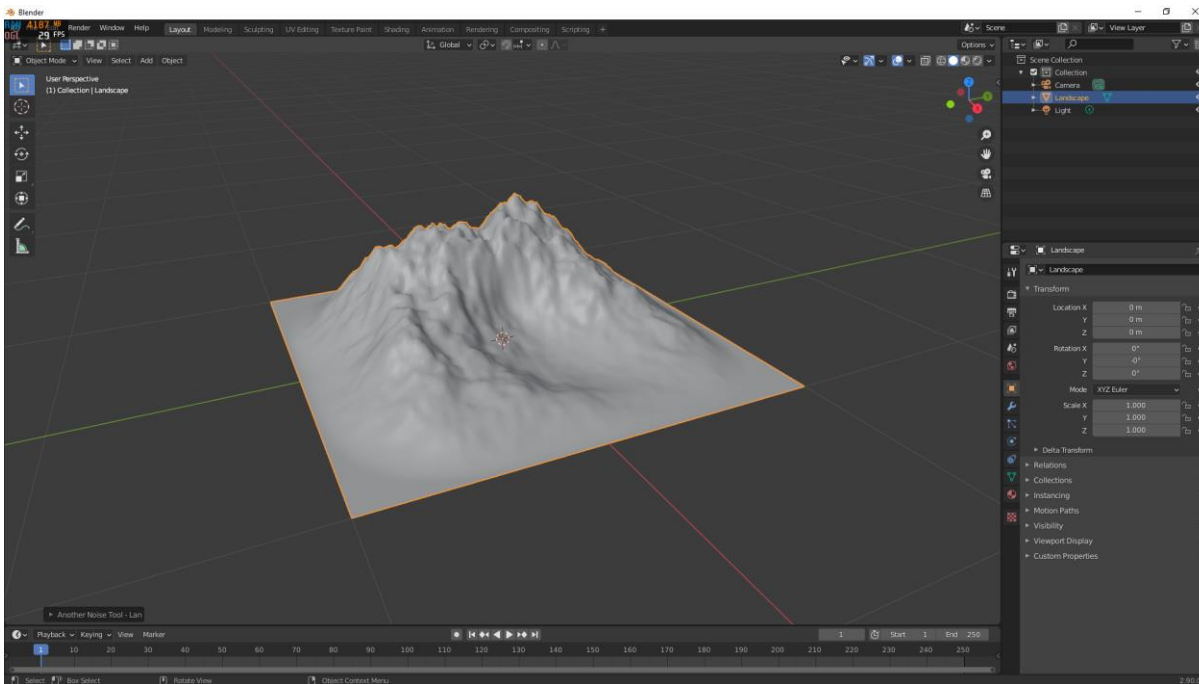 Blender
4187 MB
Render Window Help Layout Modeling Sculpting UV Editing Texture Paint Shading Animation Rendering Compositing Scripting + Scene View Layer
OGL 29 FPS
Global Options
Object Mode View Select Add Object
User Perspective
(1) Collection | Landscape
Scene Collection
Collection
Camera
Landscape
Light
Landscape
Landscape
Transform
Location X 0 m
Y 0 m
Z 0 m
Rotation X 0°
Y -0°
Z 0°
Mode XYZ Euler
Scale X 1.000
Y 1.000
Z 1.000
Delta Transform
Relations
Collections
Instancing
Motion Paths
Visibility
Viewport Display
Custom Properties
Another Noise Tool - Lan
Playback Keying View Marker 1 Start 1 End 250
1 10 20 30 40 50 60 70 80 90 100 110 120 130 140 150 160 170 180 190 200 210 220 230 240 250
Select Box Select Rotate View Object Context Menu 2.90.0